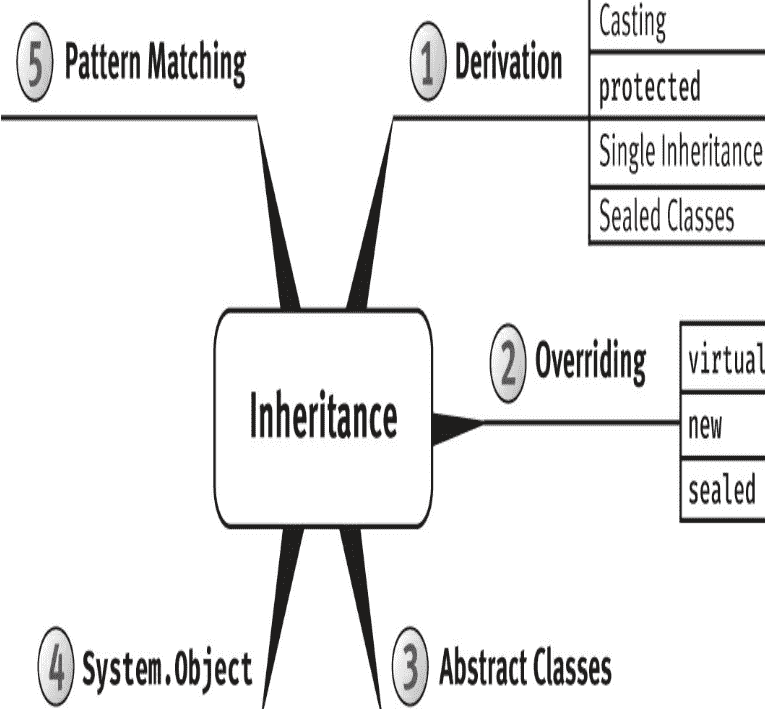 5 Pattern Matching
1 Derivation
Casting
protected
Single Inheritance
Sealed Classes
Inheritance
2 Overriding
virtual
new
sealed
4 System.Object
3 Abstract Classes